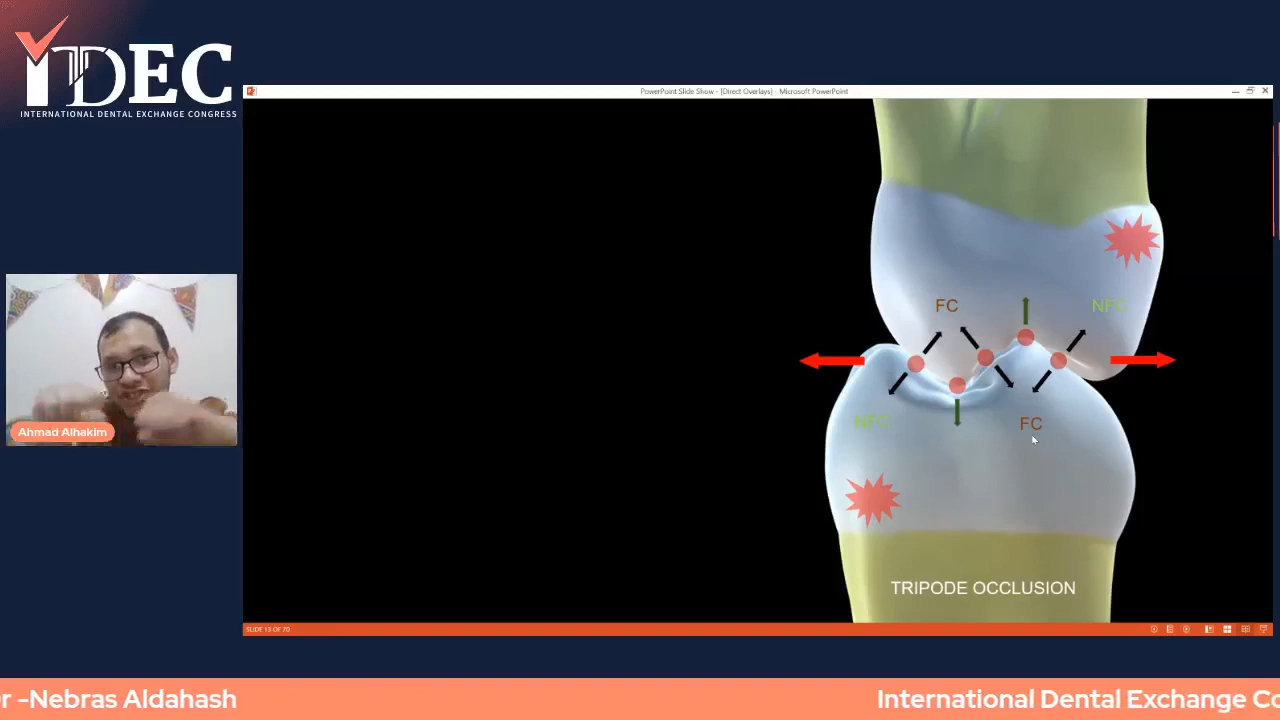 IDEC
INTERNATIONAL DENTAL EXCHANGE CONGRESS
PowerPoint Slide Show - [Direct Overlays] - Microsoft PowerPoint
FC
NFC
NFC
FC
TRIPODE OCCLUSION
Ahmad Alhakim
SLIDE 13 OF 70
r -Nebras Aldahash
International Dental Exchange Co